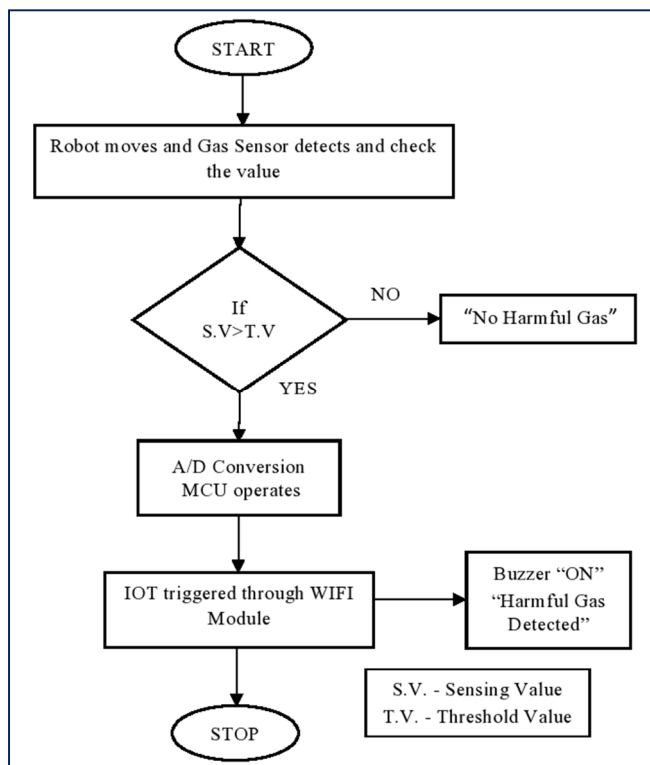 START
Robot moves and Gas Sensor detects and check
the value
If
S.V>T.V
NO
“No Harmful Gas”
YES
A/D Conversion
MCU operates
IOT triggered through WIFI
Module
Buzzer “ON”
“Harmful Gas
Detected”
S.V. - Sensing Value
T.V. - Threshold Value
STOP